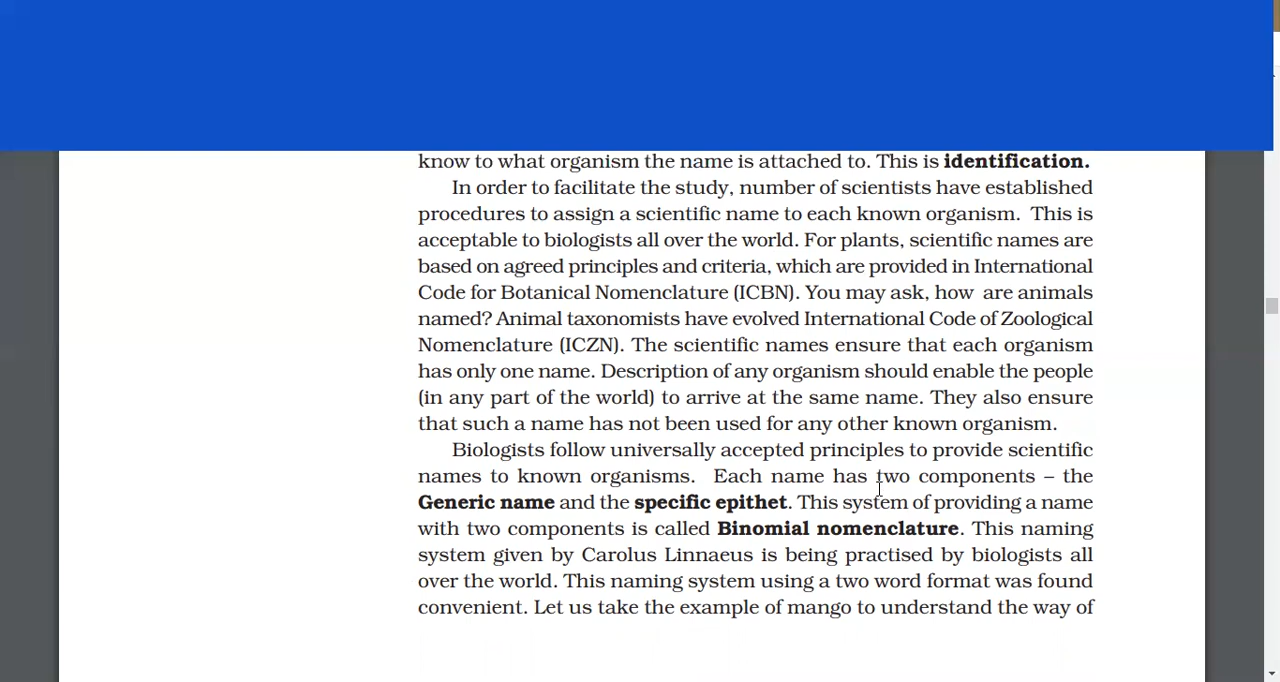 know to what organism the name is attached to. This is identification.
In order to facilitate the study, number of scientists have established
procedures to assign a scientific name to each known organism. This is
acceptable to biologists all over the world. For plants, scientific names are
based on agreed principles and criteria, which are provided in International
Code for Botanical Nomenclature (ICBN). You may ask, how are animals
named? Animal taxonomists have evolved International Code of Zoological
Nomenclature (ICZN). The scientific names ensure that each organism
has only one name. Description of any organism should enable the people
(in any part of the world) to arrive at the same name. They also ensure
that such a name has not been used for any other known organism.
Biologists follow universally accepted principles to provide scientific
names to known organisms. Each name has two components – the
Generic name and the specific epithet. This system of providing a name
with two components is called Binomial nomenclature. This naming
system given by Carolus Linnaeus is being practised by biologists all
over the world. This naming system using a two word format was found
convenient. Let us take the example of mango to understand the way of